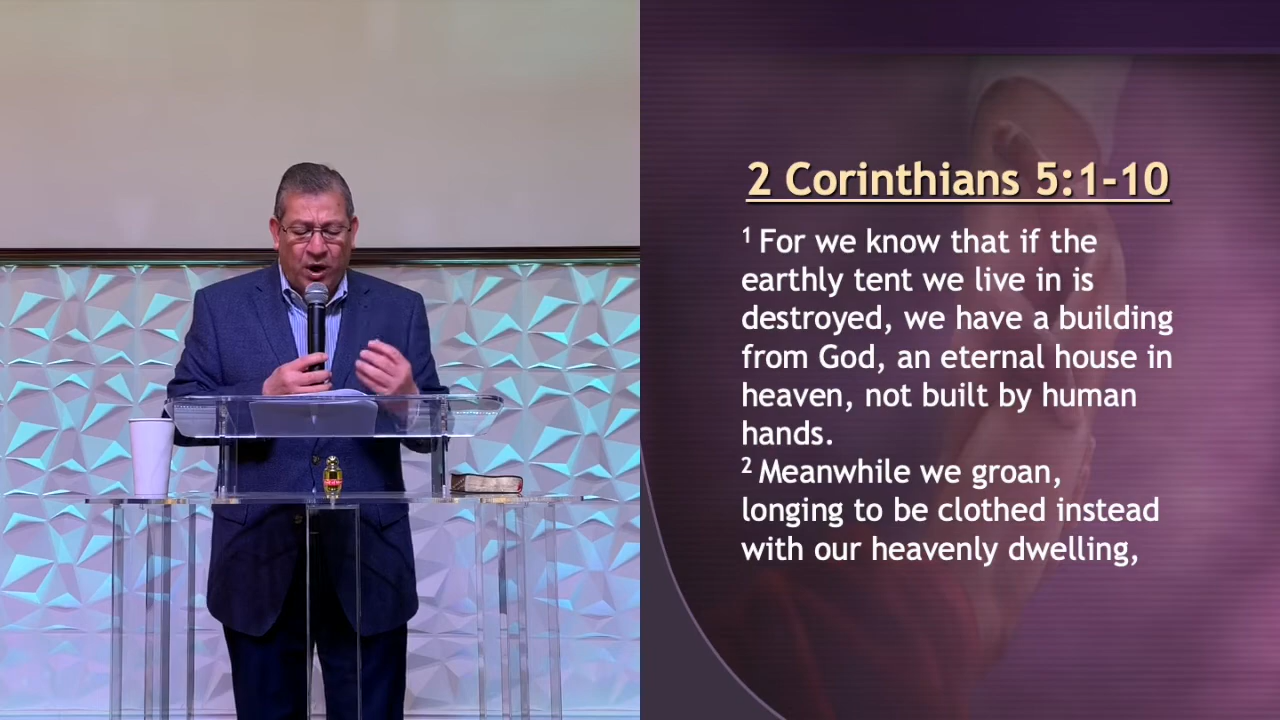 2 Corinthians 5:1-10
1 For we know that if the
earthly tent we live in is
destroyed, we have a building
from God, an eternal house in
heaven, not built by human
hands.
2 Meanwhile we groan,
longing to be clothed instead
with our heavenly dwelling,